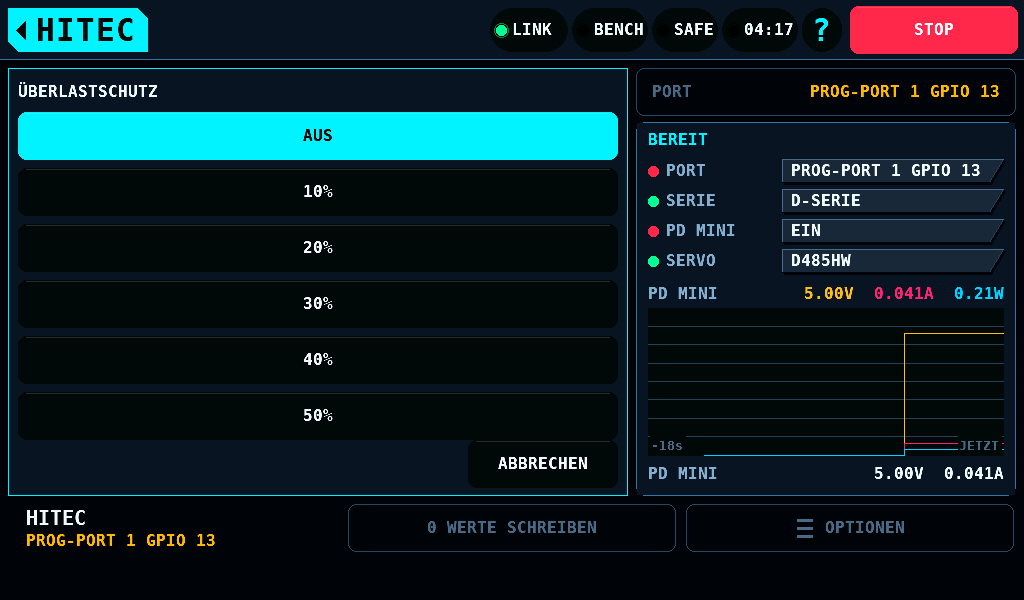 HITEC
LINK
BENCH
SAFE
04:17
?
STOP
ÜBERLASTSCHUTZ
AUS
10%
20%
30%
40%
50%
ABBRECHEN
PORT PROG-PORT 1 GPIO 13
BEREIT
PORT PROG-PORT 1 GPIO 13
SERIE D-SERIE
PD MINI EIN
SERVO D485HW
PD MINI 5.00V 0.041A 0.21W
-18s JETZT
PD MINI 5.00V 0.041A
HITEC
PROG-PORT 1 GPIO 13
0 WERTE SCHREIBEN
OPTIONEN